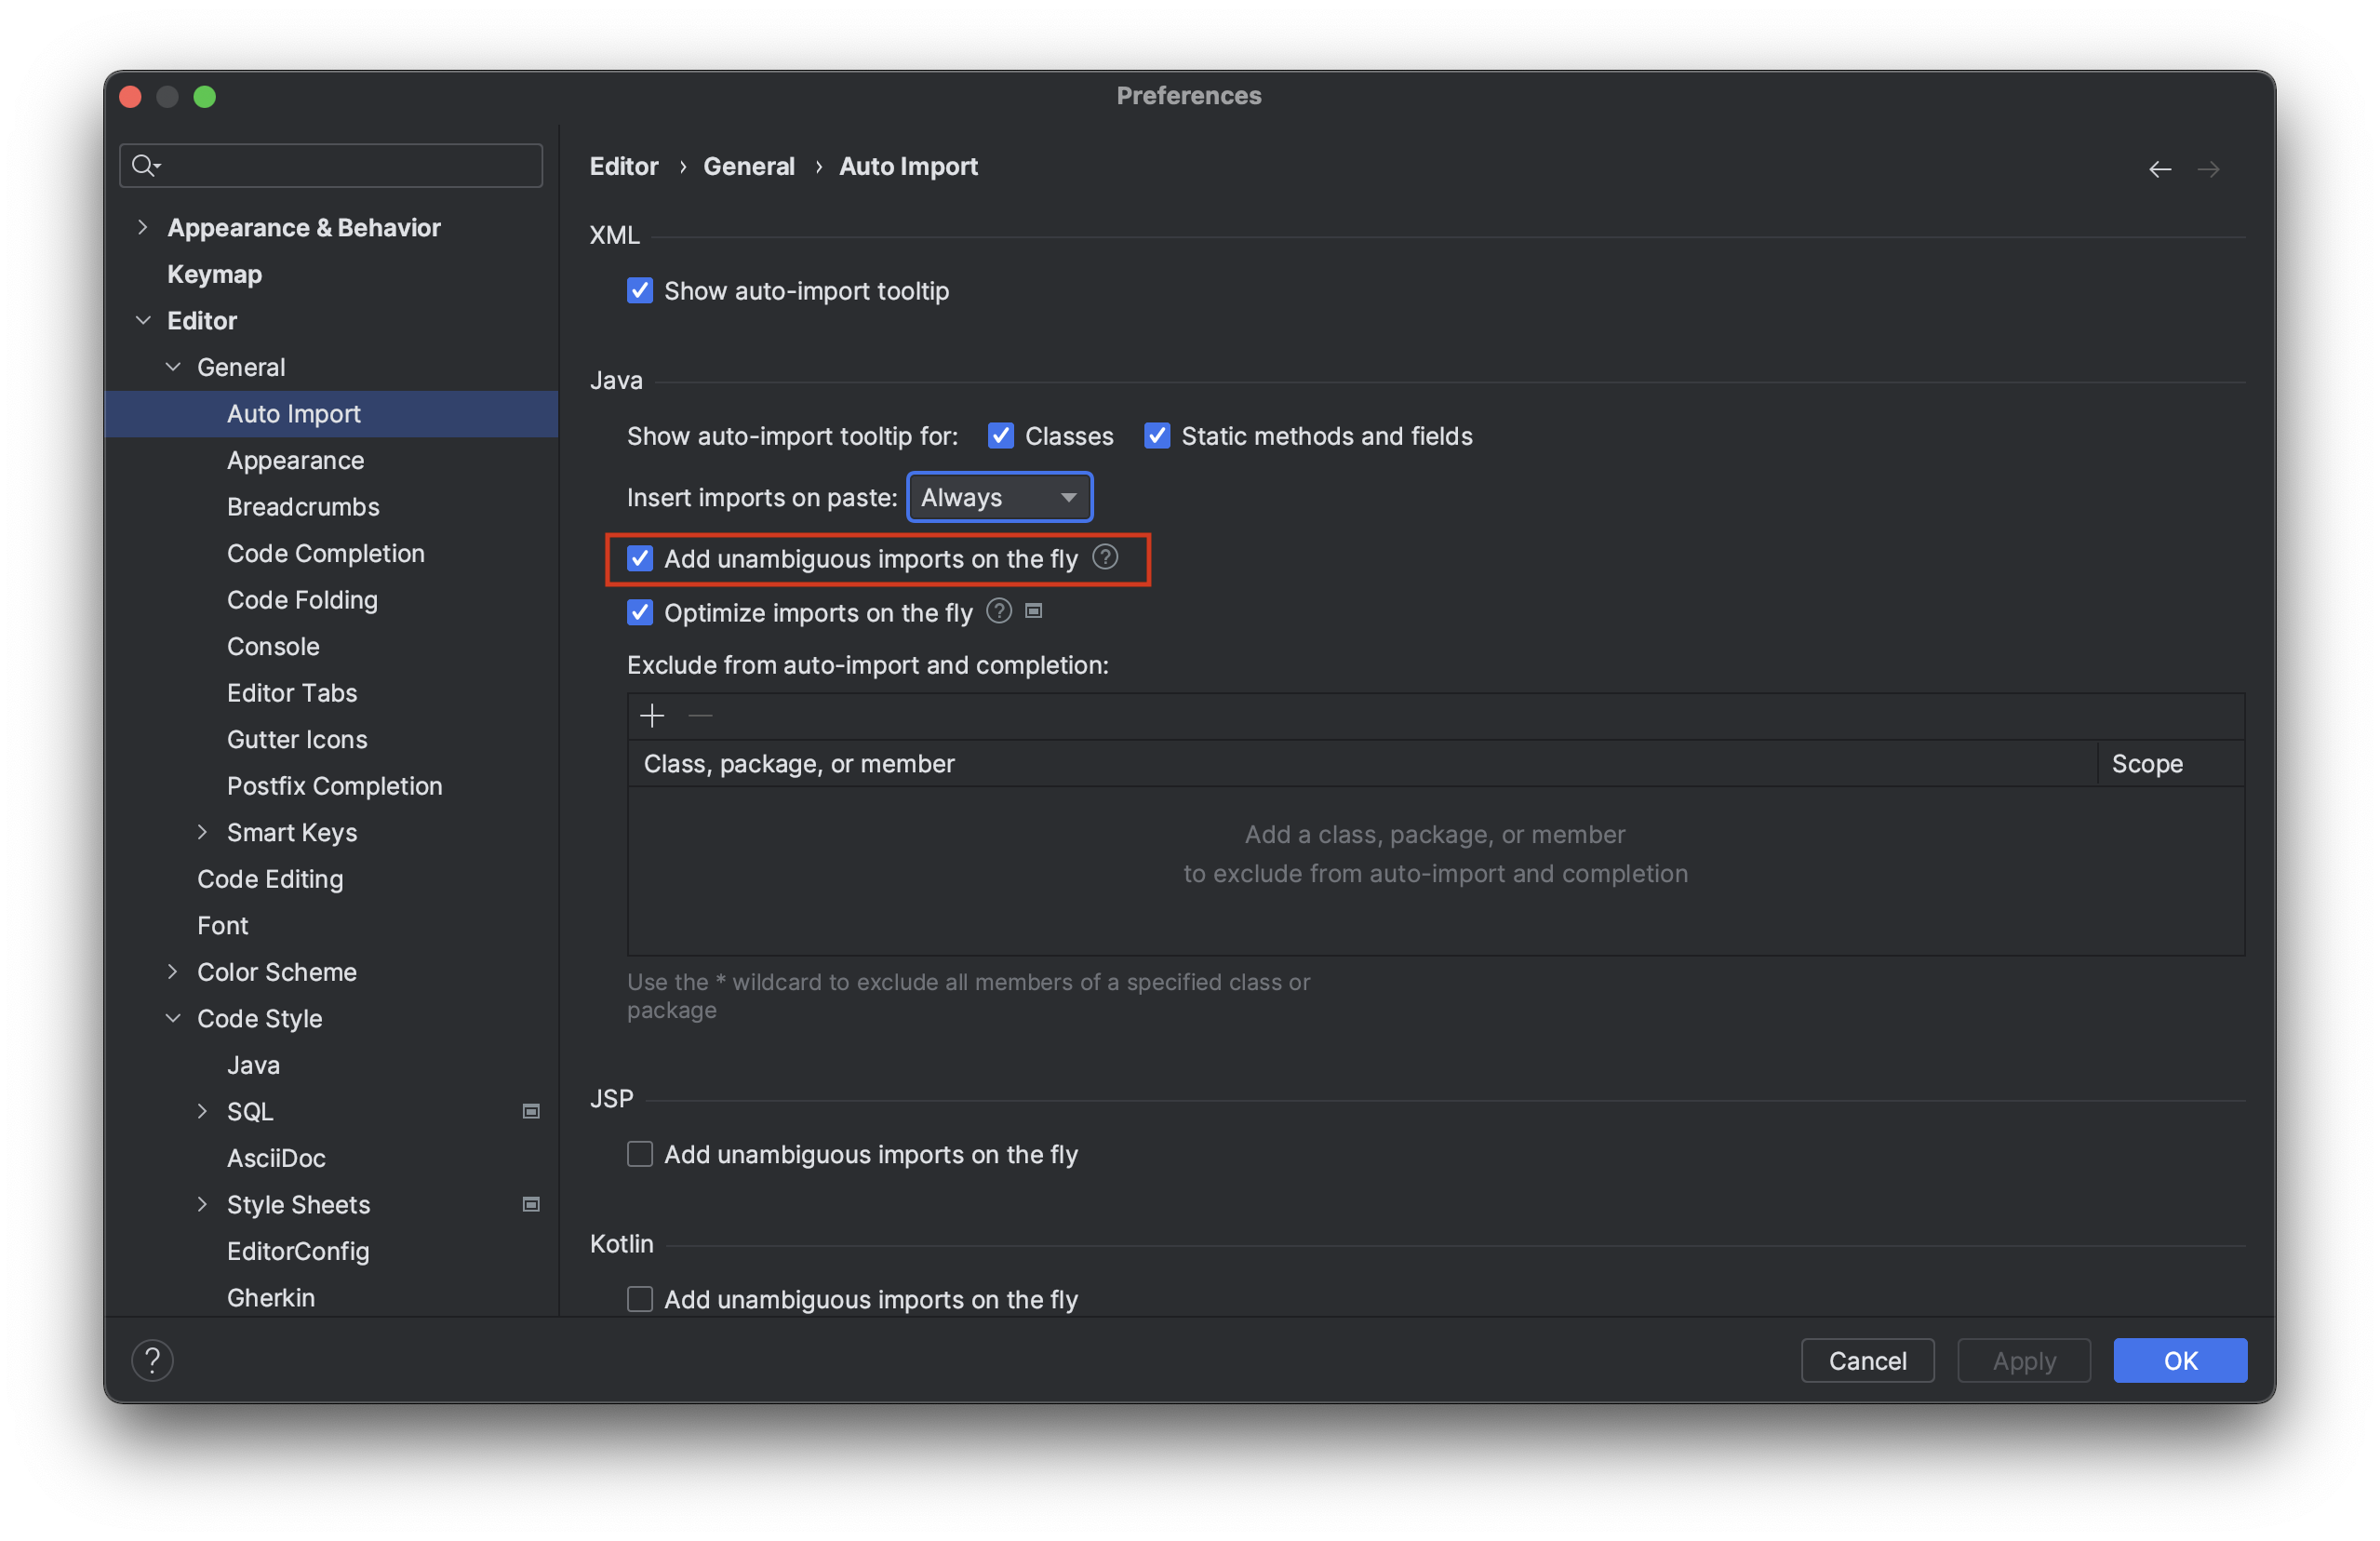 Preferences
Appearance & Behavior
Keymap
Editor
General
Auto Import
Appearance
Breadcrumbs
Code Completion
Code Folding
Console
Editor Tabs
Gutter Icons
Postfix Completion
Smart Keys
Code Editing
Font
Color Scheme
Code Style
Java
SQL
AsciiDoc
Style Sheets
EditorConfig
Gherkin
Editor › General › Auto Import
XML
Show auto-import tooltip
Java
Show auto-import tooltip for: Classes Static methods and fields
Insert imports on paste: Always
Add unambiguous imports on the fly ?
Optimize imports on the fly ?
Exclude from auto-import and completion:
Class, package, or member Scope
Add a class, package, or member
to exclude from auto-import and completion
Use the * wildcard to exclude all members of a specified class or
package
JSP
Add unambiguous imports on the fly
Kotlin
Add unambiguous imports on the fly
? Cancel Apply OK